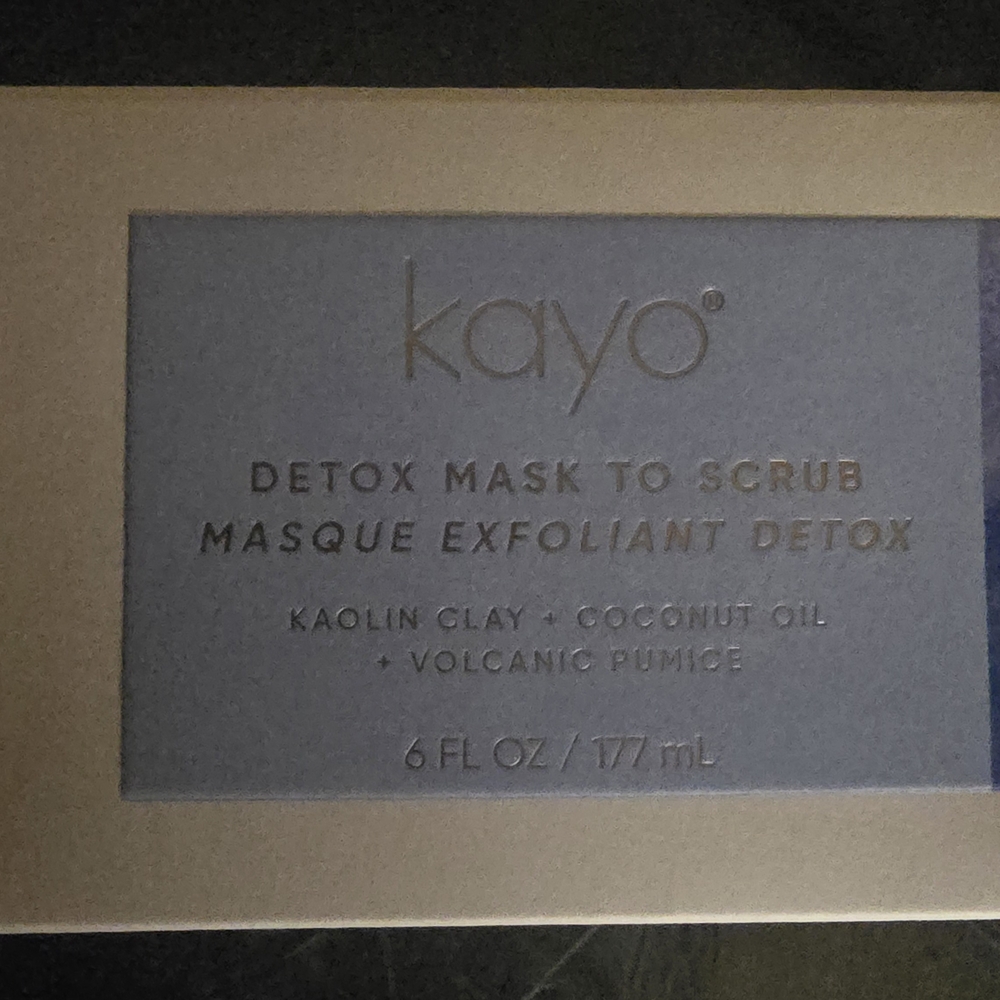 kayo®
DETOX MASK TO SCRUB
MASQUE EXFOLIANT DETOX
KAOLIN CLAY + COCONUT OIL
+ VOLCANIC PUMICE
6 FL OZ / 177 mL